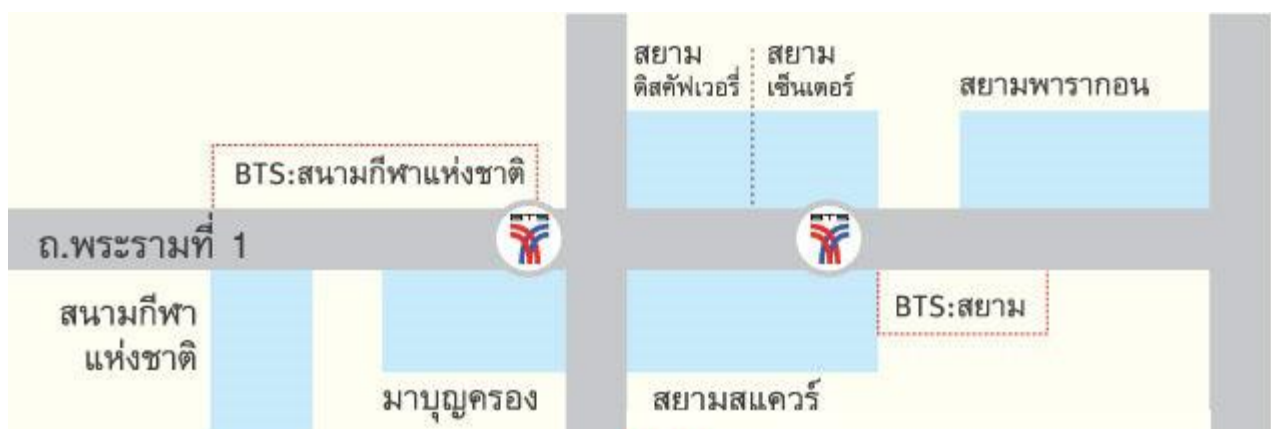 สยาม
ดิสคัฟเวอรี่
สยาม
เซ็นเตอร์
สยามพารากอน
BTS:สนามกีฬาแห่งชาติ
BTS
BTS
ถ.พระรามที่ 1
สนามกีฬา
แห่งชาติ
BTS:สยาม
มาบุญครอง
สยามสแควร์